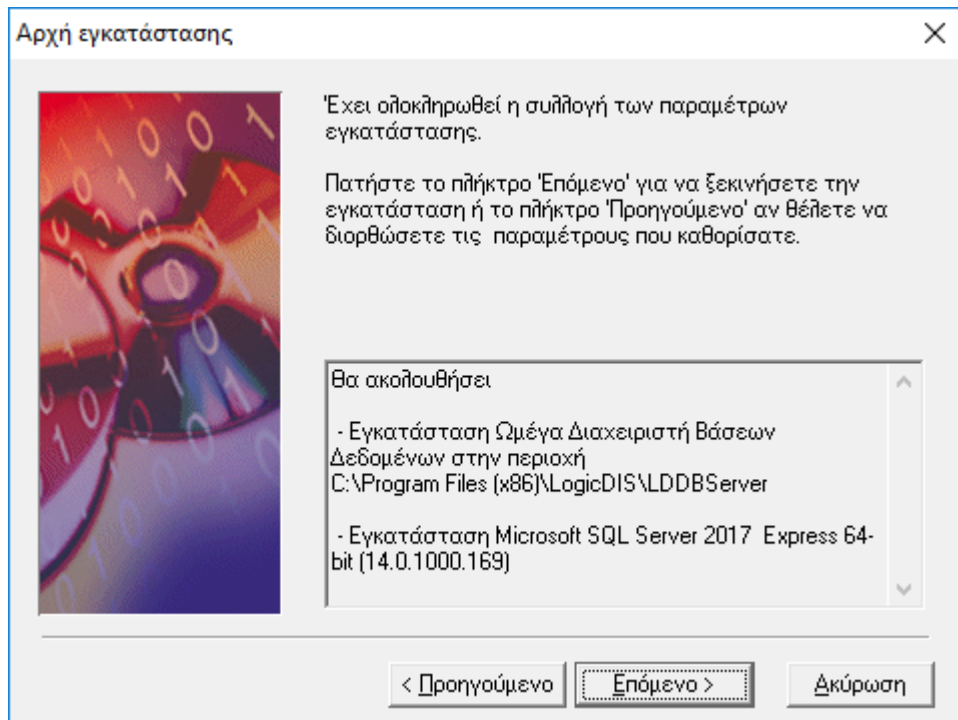 Αρχή εγκατάστασης
Έχει ολοκληρωθεί η συλλογή των παραμέτρων
εγκατάστασης.
Πατήστε το πλήκτρο 'Επόμενο' για να ξεκινήσετε την
εγκατάσταση ή το πλήκτρο 'Προηγούμενο' αν θέλετε να
διορθώσετε τις παραμέτρους που καθορίσατε.
Θα ακολουθήσει
- Εγκατάσταση Ωμέγα Διαχειριστή Βάσεων
Δεδομένων στην περιοχή
C:\Program Files (x86)\LogicDIS\LDDBServer
- Εγκατάσταση Microsoft SQL Server 2017 Express 64-
bit (14.0.1000.169)
< Προηγούμενο
Επόμενο >
Ακύρωση